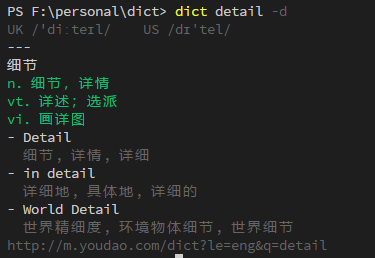 PS F:\personal\dict> dict detail -d
UK /'diːteɪl/    US /dɪ'tel/
---
细节
n. 细节，详情
vt. 详述；选派
vi. 画详图
- Detail
  细节，详情，详细
- in detail
  详细地，具体地，详细的
- World Detail
  世界精细度，环境物体细节，世界细节
http://m.youdao.com/dict?le=eng&q=detail